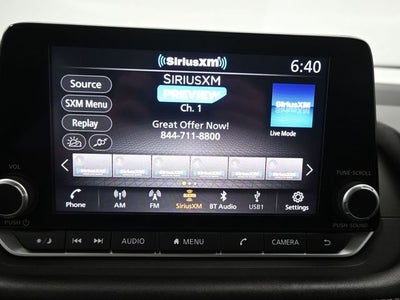 SiriusXM
6:40
Source
SIRIUSXM
PREVIEW
SXM Menu
Ch. 1
SiriusXM
Replay
Great Offer Now!
844-711-8800
Live Mode
VOL
TUNE·SCROLL
Phone
AM
FM
SiriusXM
BT Audio
USB1
Settings
PUSH
PUSH SOUND
AUDIO
MENU
CAMERA